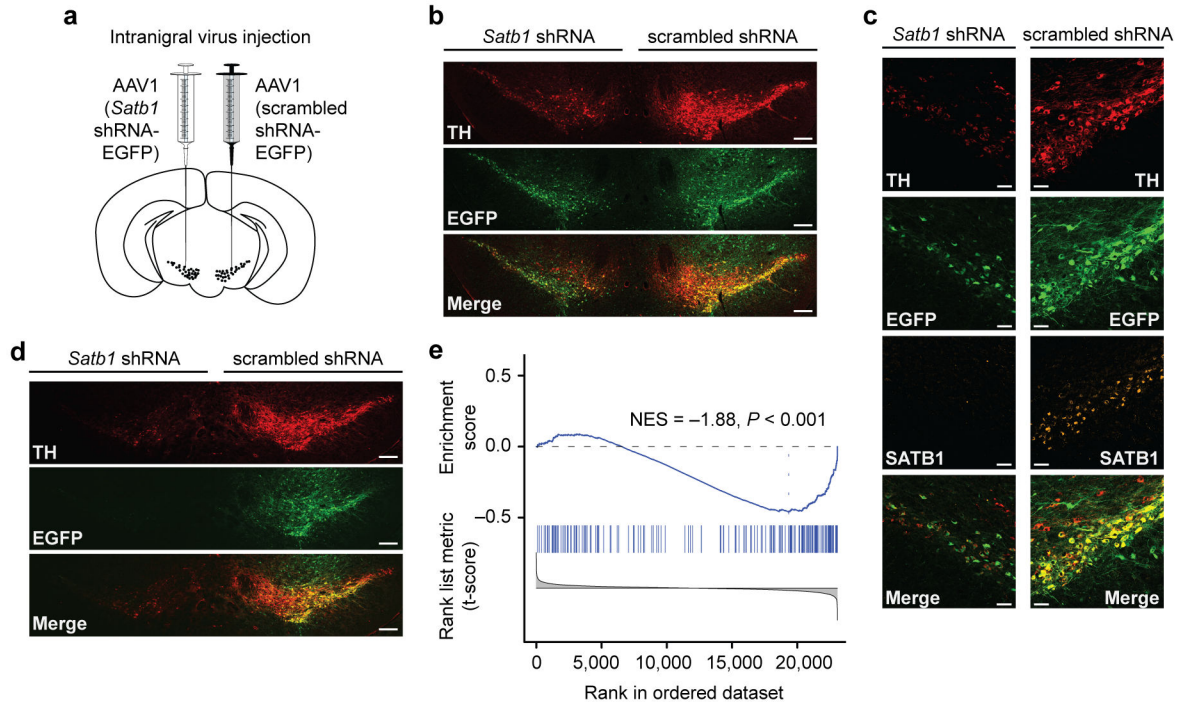 a
Intranigral virus injection
AAV1
(Satb1
shRNA-
EGFP)
AAV1
(scrambled
shRNA-
EGFP)
b
Satb1 shRNA
scrambled shRNA
TH
EGFP
Merge
c
Satb1 shRNA
scrambled shRNA
TH
TH
EGFP
EGFP
SATB1
SATB1
Merge
Merge
d
Satb1 shRNA
scrambled shRNA
TH
EGFP
Merge
e
Enrichment
score
0.5
0.0
–0.5
NES = –1.88, P < 0.001
Rank list metric
(t-score)
0
5,000
10,000
15,000
20,000
Rank in ordered dataset